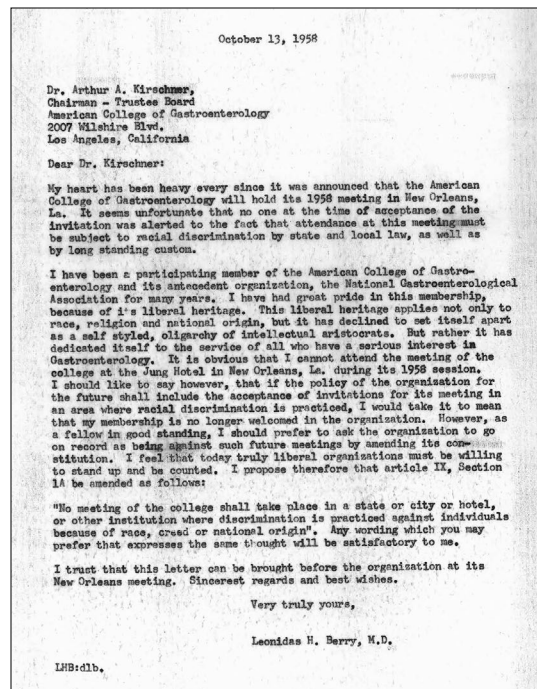 October 13, 1958
Dr. Arthur A. Kirschner,
Chairman - Trustee Board
American College of Gastroenterology
2007 Wilshire Blvd.
Los Angeles, California
Dear Dr. Kirschner:
My heart has been heavy every since it was announced that the American
College of Gastroenterology will hold its 1958 meeting in New Orleans,
La. It seems unfortunate that no one at the time of acceptance of the
invitation was alerted to the fact that attendance at this meeting must
be subject to racial discrimination by state and local law, as well as
by long standing custom.
I have been a participating member of the American College of Gastro-
enterology and its antecedent organization, the National Gastroenterological
Association for many years. I have had great pride in this membership,
because of i's liberal heritage. This liberal heritage applies not only to
race, religion and national origin, but it has declined to set itself apart
as a self styled, oligarchy of intellectual aristocrats. But rather it has
dedicated itself to the service of all who have a serious interest in
Gastroenterology. It is obvious that I cannot attend the meeting of the
college at the Jung Hotel in New Orleans, La. during its 1958 session.
I should like to say however, that if the policy of the organization for
the future shall include the acceptance of invitations for its meeting in
an area where racial discrimination is practiced, I would take it to mean
that my membership is no longer welcomed in the organization. However, as
a fellow in good standing, I should prefer to ask the organization to go
on record as being against such future meetings by amending its con-
stitution. I feel that today truly liberal organizations must be willing
to stand up and be counted. I propose therefore that article IX, Section
1A be amended as follows:
"No meeting of the college shall take place in a state or city or hotel,
or other institution where discrimination is practiced against individuals
because of race, creed or national origin". Any wording which you may
prefer that expresses the same thought will be satisfactory to me.
I trust that this letter can be brought before the organization at its
New Orleans meeting. Sincerest regards and best wishes.
Very truly yours,
Leonidas H. Berry, M.D.
LHB:dlb.